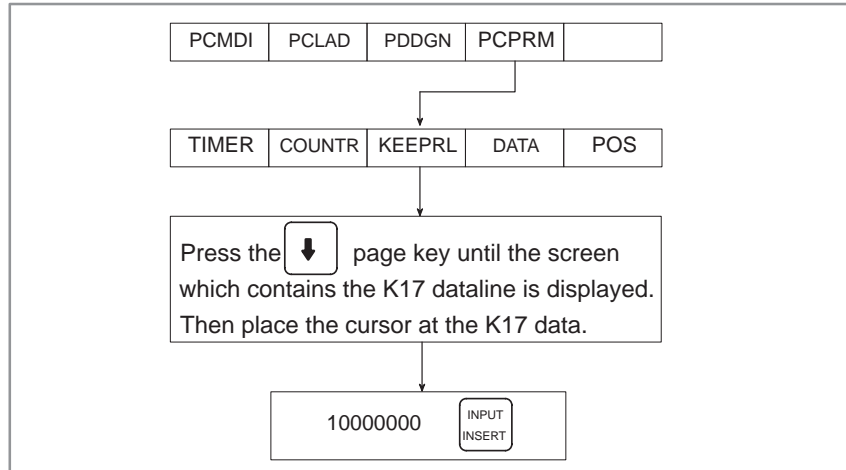 PCMDI PCLAD PDDGN PCPRM
TIMER COUNTR KEEPRL DATA POS
Press the page key until the screen
which contains the K17 dataline is displayed.
Then place the cursor at the K17 data.
10000000 INPUT
INSERT